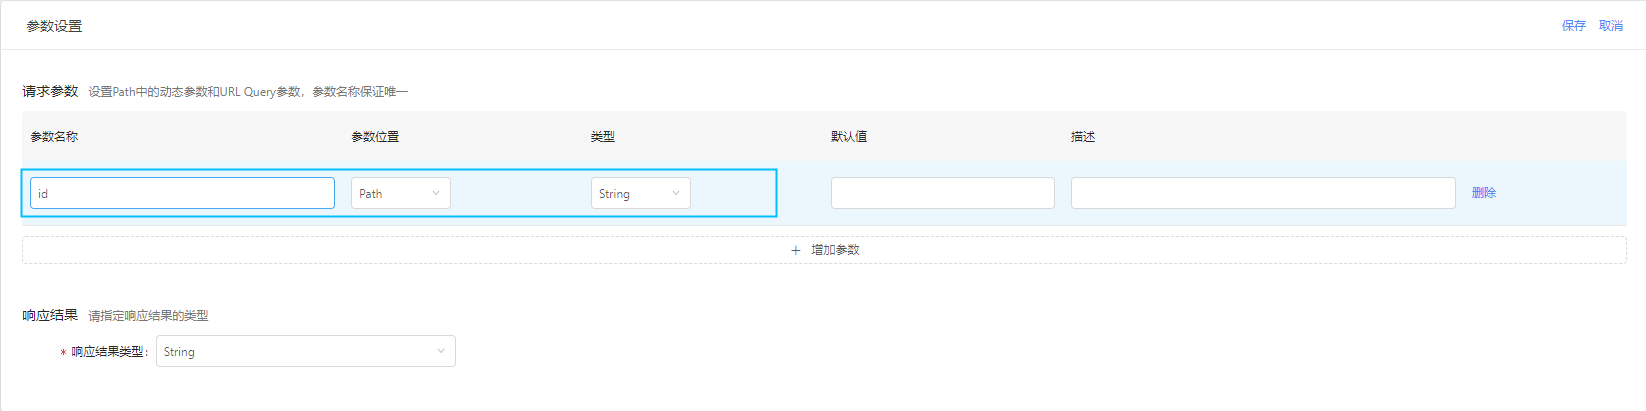 参数设置 保存 取消
请求参数 设置Path中的动态参数和URL Query参数，参数名称保证唯一
参数名称 参数位置 类型 默认值 描述
id Path String 删除
+ 增加参数
响应结果 请指定响应结果的类型
* 响应结果类型： String